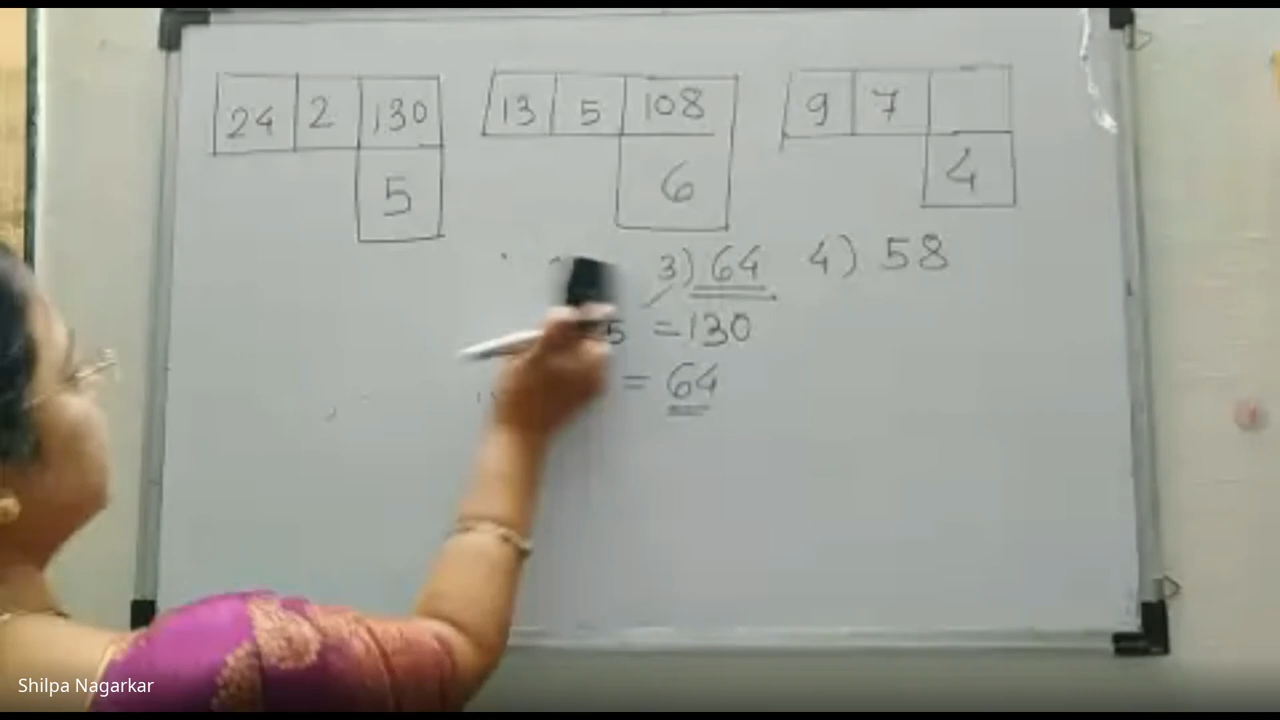 24 2 130 13 5 108 9 7
5 6 4
3) 64 4) 58
5 = 130
= 64
Shilpa Nagarkar